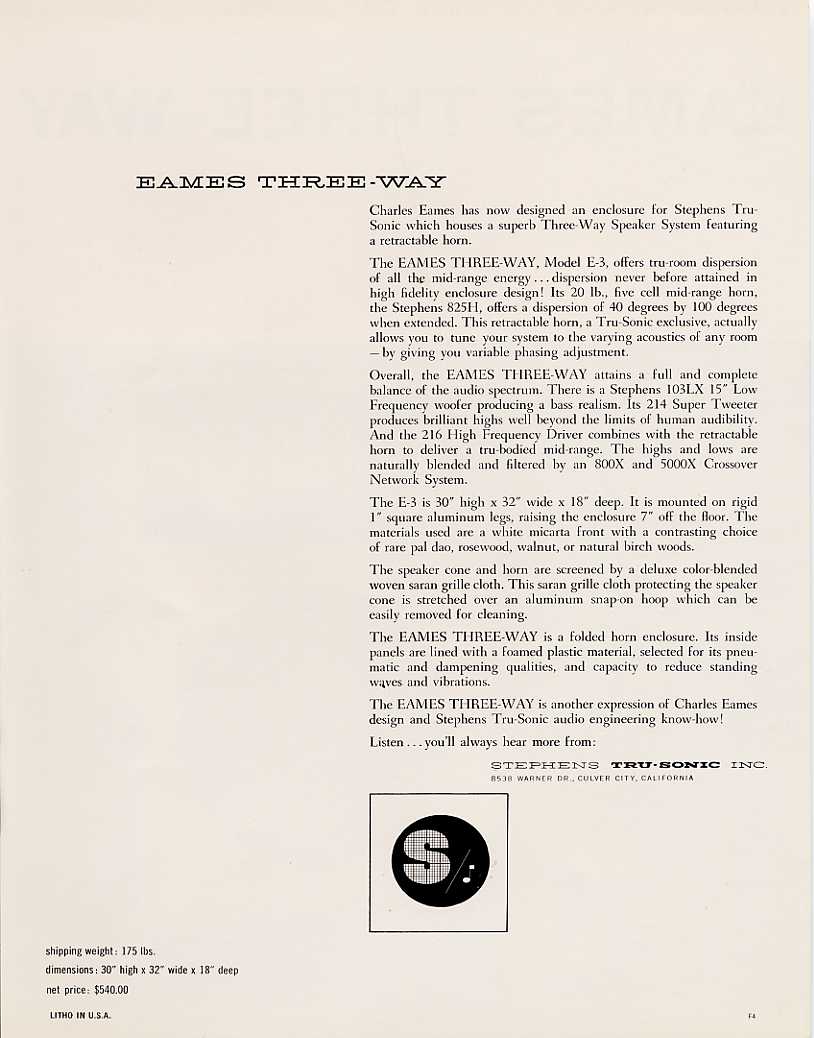 EAMES THREE-WAY
Charles Eames has now designed an enclosure for Stephens Tru-
Sonic which houses a superb Three-Way Speaker System featuring
a retractable horn.
The EAMES THREE-WAY, Model E-3, offers tru-room dispersion
of all the mid-range energy . . . dispersion never before attained in
high fidelity enclosure design! Its 20 lb., five cell mid-range horn,
the Stephens 825H, offers a dispersion of 40 degrees by 100 degrees
when extended. This retractable horn, a Tru-Sonic exclusive, actually
allows you to tune your system to the varying acoustics of any room
— by giving you variable phasing adjustment.
Overall, the EAMES THREE-WAY attains a full and complete
balance of the audio spectrum. There is a Stephens 103LX 15" Low
Frequency woofer producing a bass realism. Its 214 Super Tweeter
produces brilliant highs well beyond the limits of human audibility.
And the 216 High Frequency Driver combines with the retractable
horn to deliver a tru-bodied mid-range. The highs and lows are
naturally blended and filtered by an 800X and 5000X Crossover
Network System.
The E-3 is 30" high x 32" wide x 18" deep. It is mounted on rigid
1" square aluminum legs, raising the enclosure 7" off the floor. The
materials used are a white micarta front with a contrasting choice
of rare pal dao, rosewood, walnut, or natural birch woods.
The speaker cone and horn are screened by a deluxe color-blended
woven saran grille cloth. This saran grille cloth protecting the speaker
cone is stretched over an aluminum snap-on hoop which can be
easily removed for cleaning.
The EAMES THREE-WAY is a folded horn enclosure. Its inside
panels are lined with a foamed plastic material, selected for its pneu-
matic and dampening qualities, and capacity to reduce standing
waves and vibrations.
The EAMES THREE-WAY is another expression of Charles Eames
design and Stephens Tru-Sonic audio engineering know-how!
Listen . . . you'll always hear more from:
STEPHENS TRU-SONIC INC.
8538 WARNER DR., CULVER CITY, CALIFORNIA
S
shipping weight: 175 lbs.
dimensions: 30" high x 32" wide x 18" deep
net price: $540.00
LITHO IN U.S.A.
F4